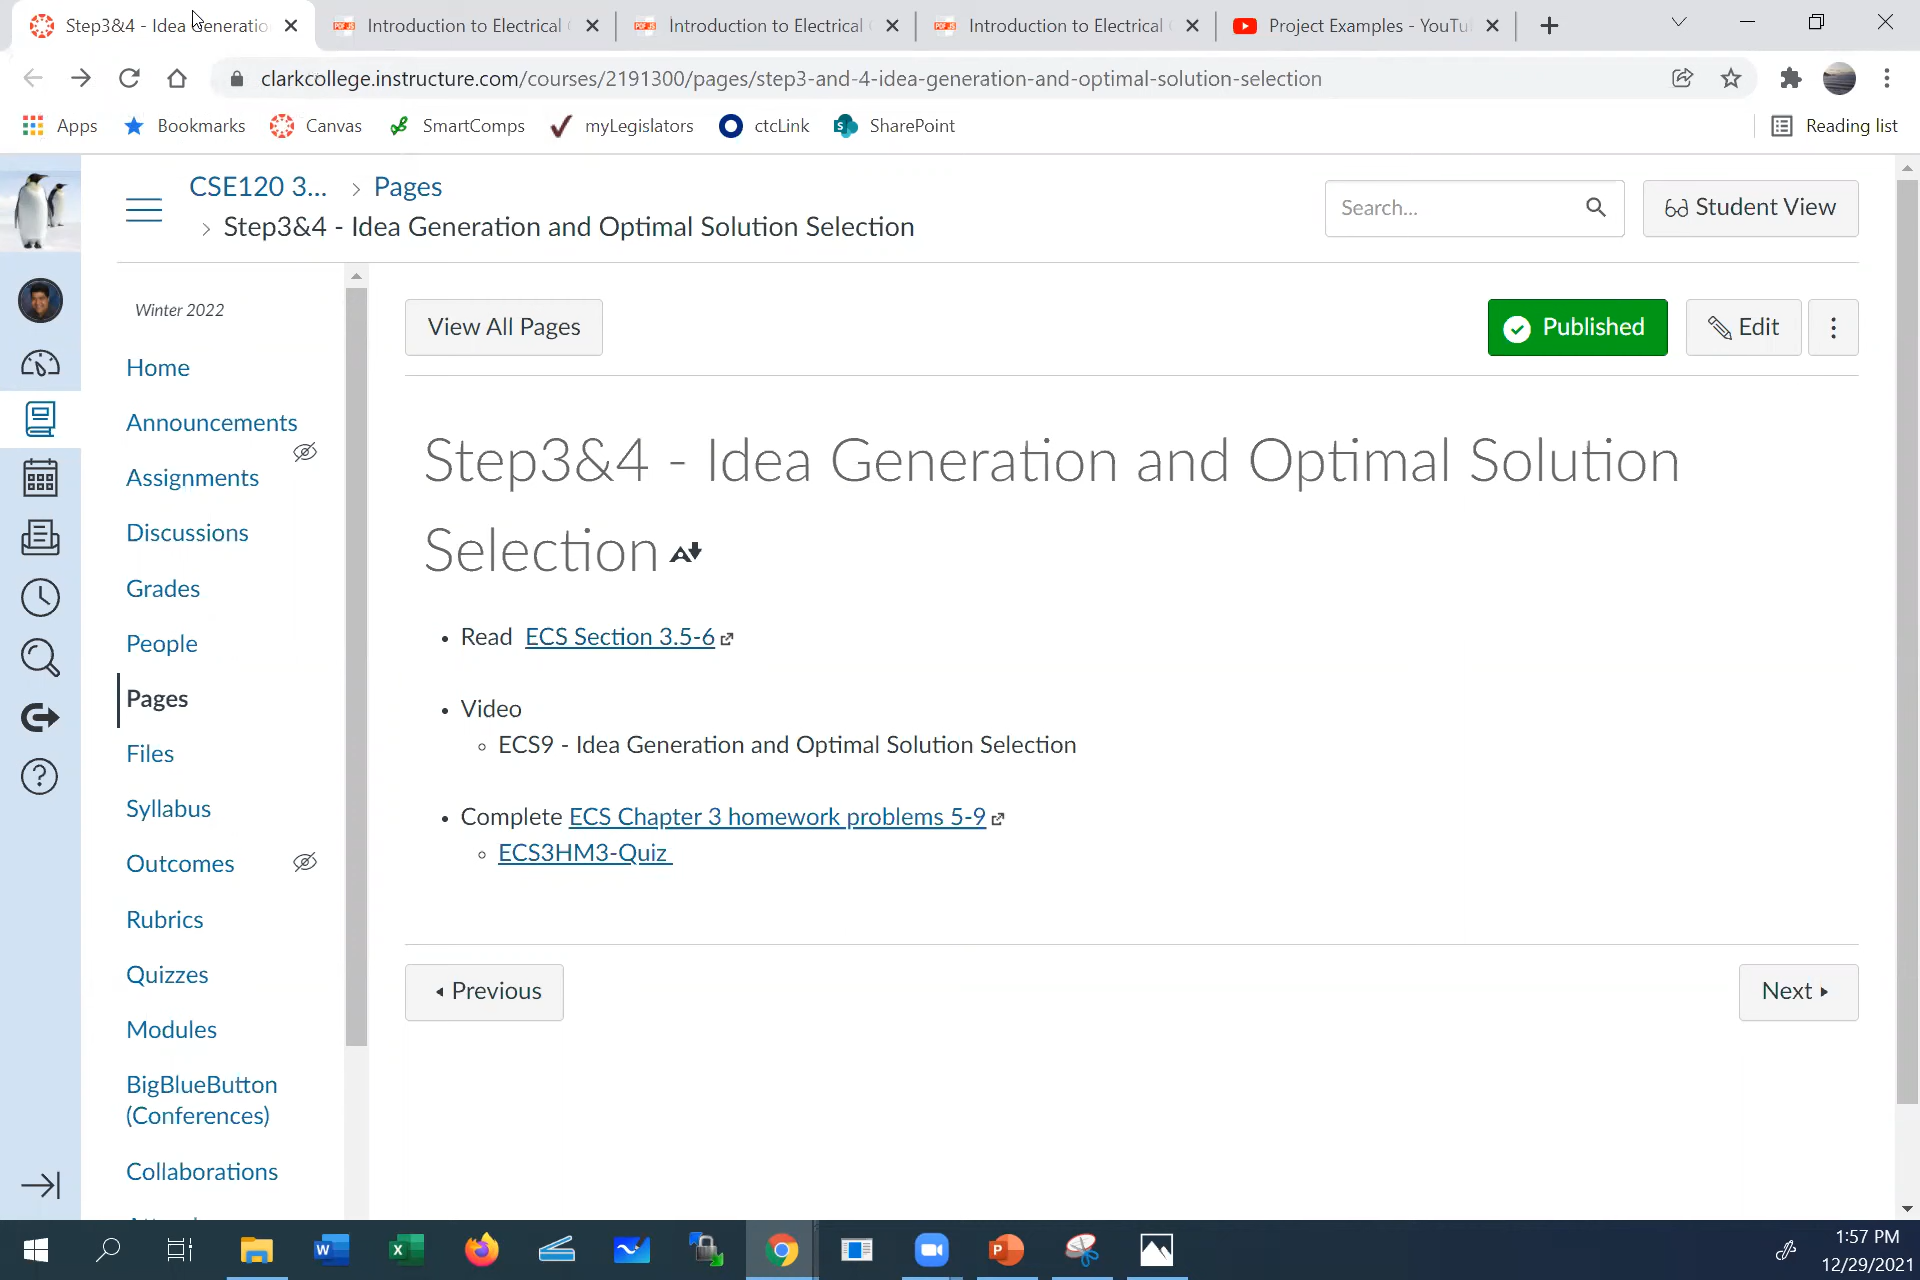 Step3&4 - Idea Generatio
Introduction to Electrical
Introduction to Electrical
Introduction to Electrical
Project Examples - YouTu
clarkcollege.instructure.com/courses/2191300/pages/step3-and-4-idea-generation-and-optimal-solution-selection
Apps
Bookmarks
Canvas
SmartComps
myLegislators
ctcLink
SharePoint
Reading list
CSE120 3... > Pages
> Step3&4 - Idea Generation and Optimal Solution Selection
Search...
Student View
Winter 2022
Home
Announcements
Assignments
Discussions
Grades
People
Pages
Files
Syllabus
Outcomes
Rubrics
Quizzes
Modules
BigBlueButton
(Conferences)
Collaborations
View All Pages
Published
Edit
Step3&4 - Idea Generation and Optimal Solution
Selection
• Read ECS Section 3.5-6
• Video
◦ ECS9 - Idea Generation and Optimal Solution Selection
• Complete ECS Chapter 3 homework problems 5-9
◦ ECS3HM3-Quiz
Previous
Next
1:57 PM
12/29/2021